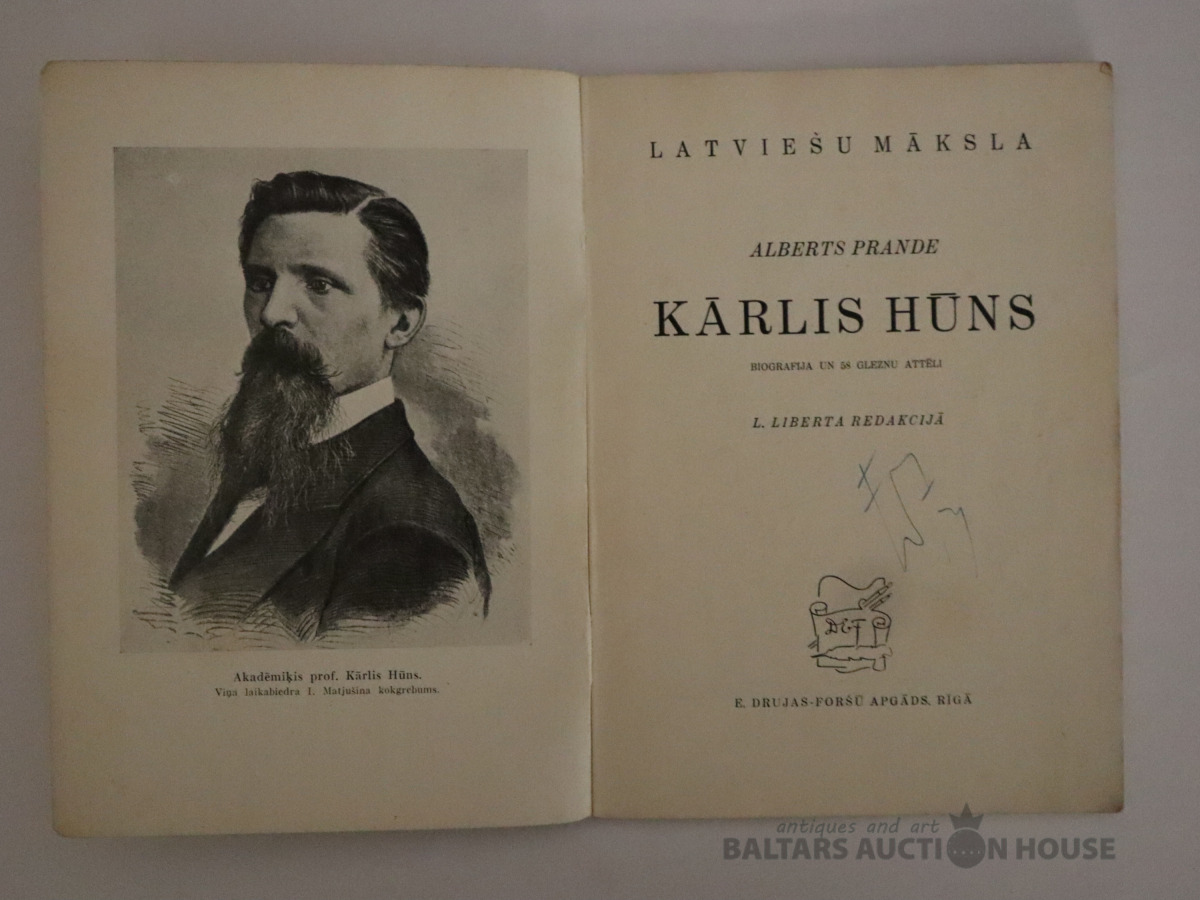 Akadēmiķis prof. Kārlis Hūns.
Viņa laikabiedra I. Matjušina kokgrebums.
LATVIEŠU MĀKSLA
ALBERTS PRANDE
KĀRLIS HŪNS
BIOGRAFIJA UN 58 GLEZNU ATTĒLI
L. LIBERTA REDAKCIJĀ
E. DRUJAS-FORŠŪ APGĀDS, RĪGĀ
antiques and art
BALTARS AUCTION HOUSE